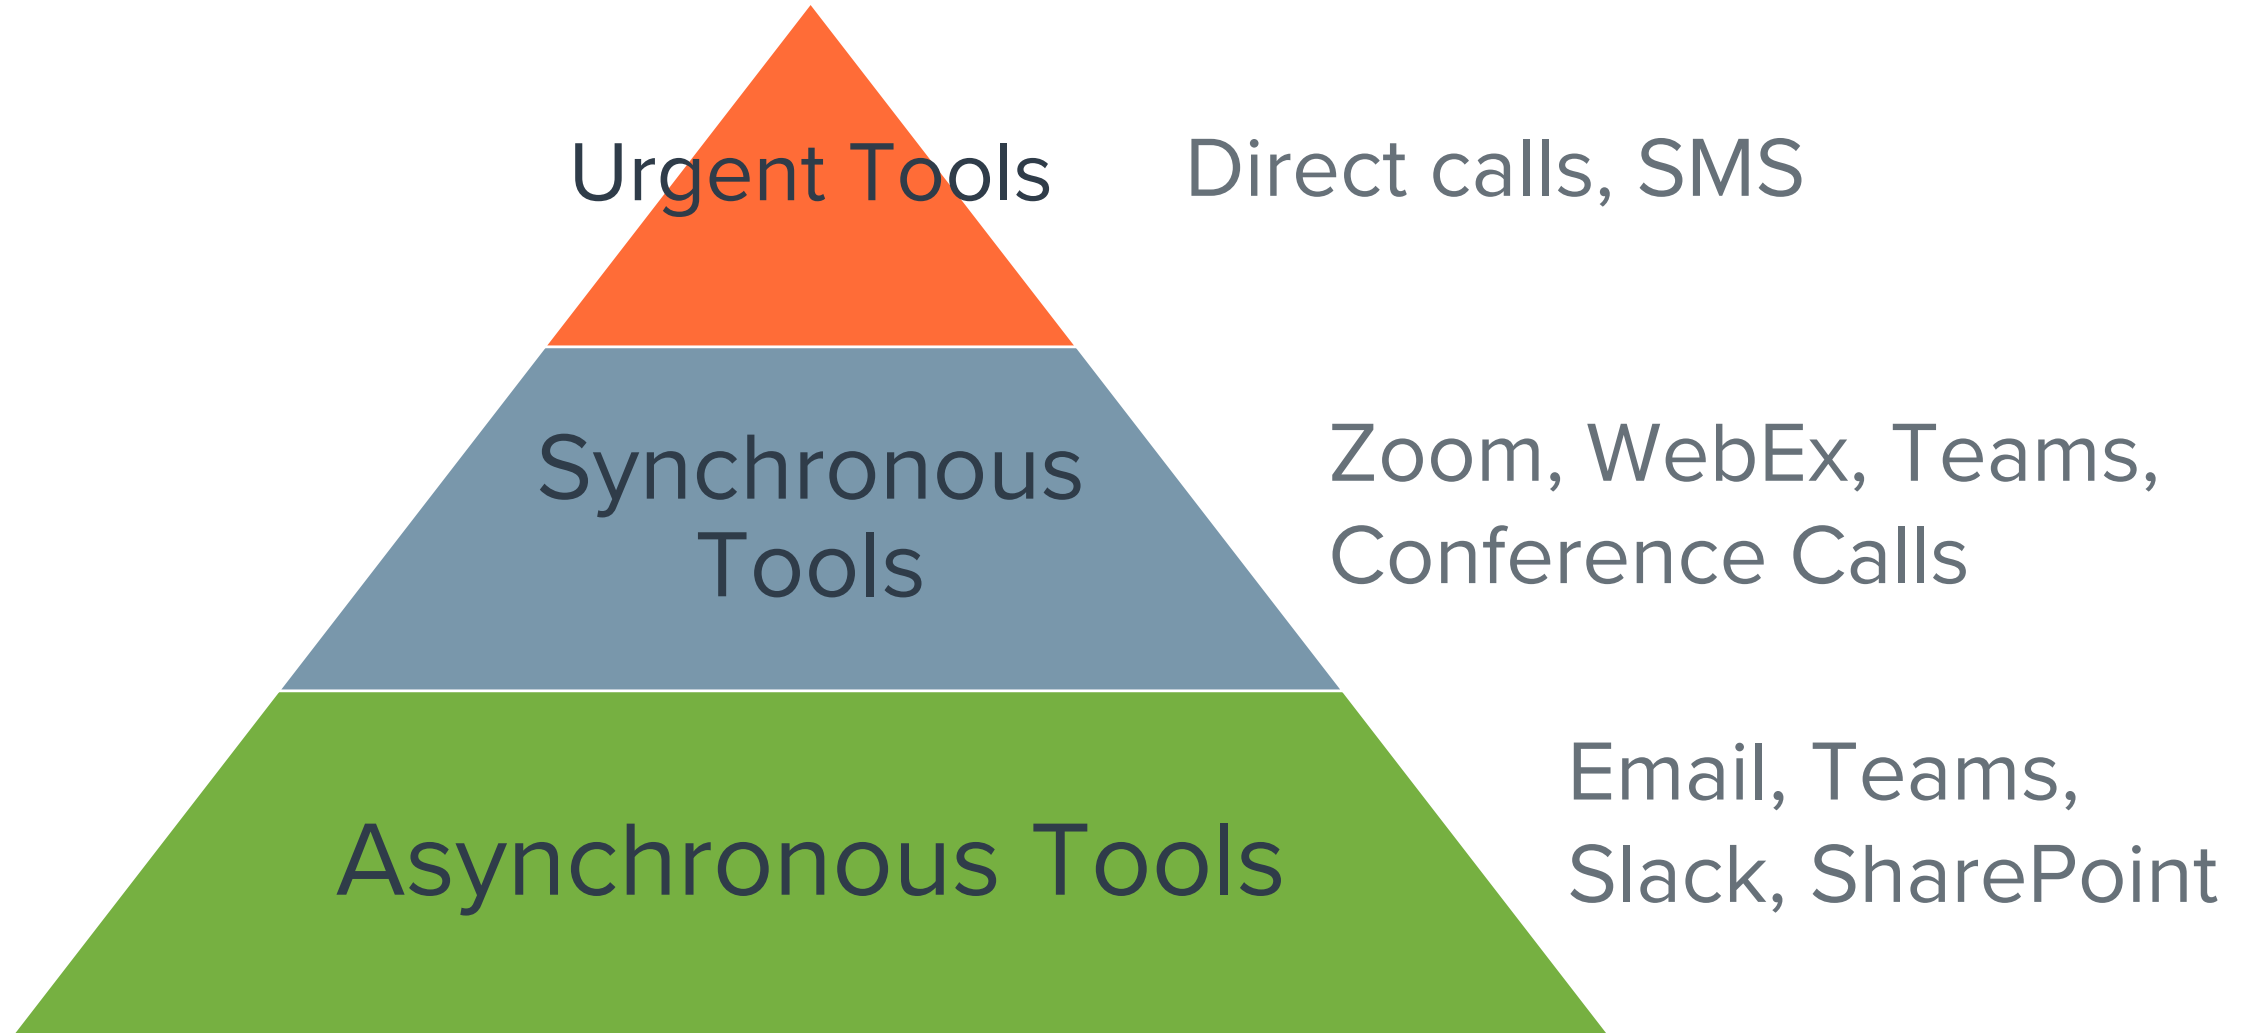 Urgent Tools
Direct calls, SMS
Synchronous
Tools
Zoom, WebEx, Teams,
Conference Calls
Asynchronous Tools
Email, Teams,
Slack, SharePoint